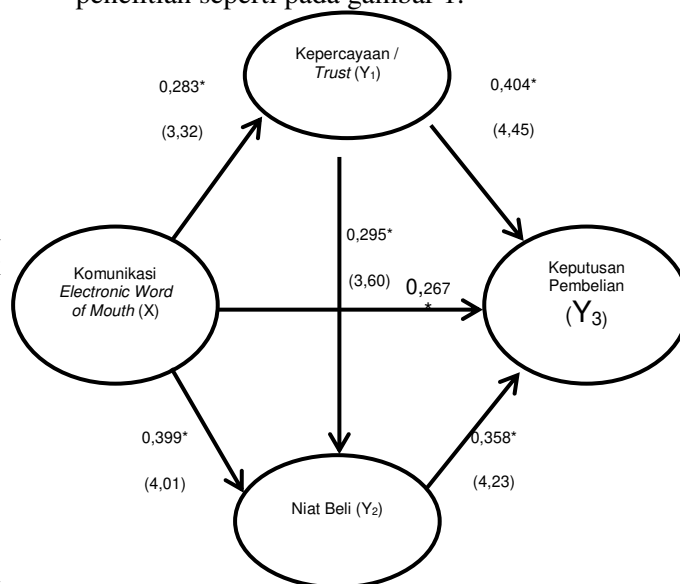 penelitian seperti pada gambar 1.
Kepercayaan /
Trust (Y₁)
0,283*
(3,32)
0,404*
(4,45)
0,295*
(3,60)
0,267
*
Komunikasi
Electronic Word
of Mouth (X)
Keputusan
Pembelian
(Y₃)
0,399*
(4,01)
0,358*
(4,23)
Niat Beli (Y₂)